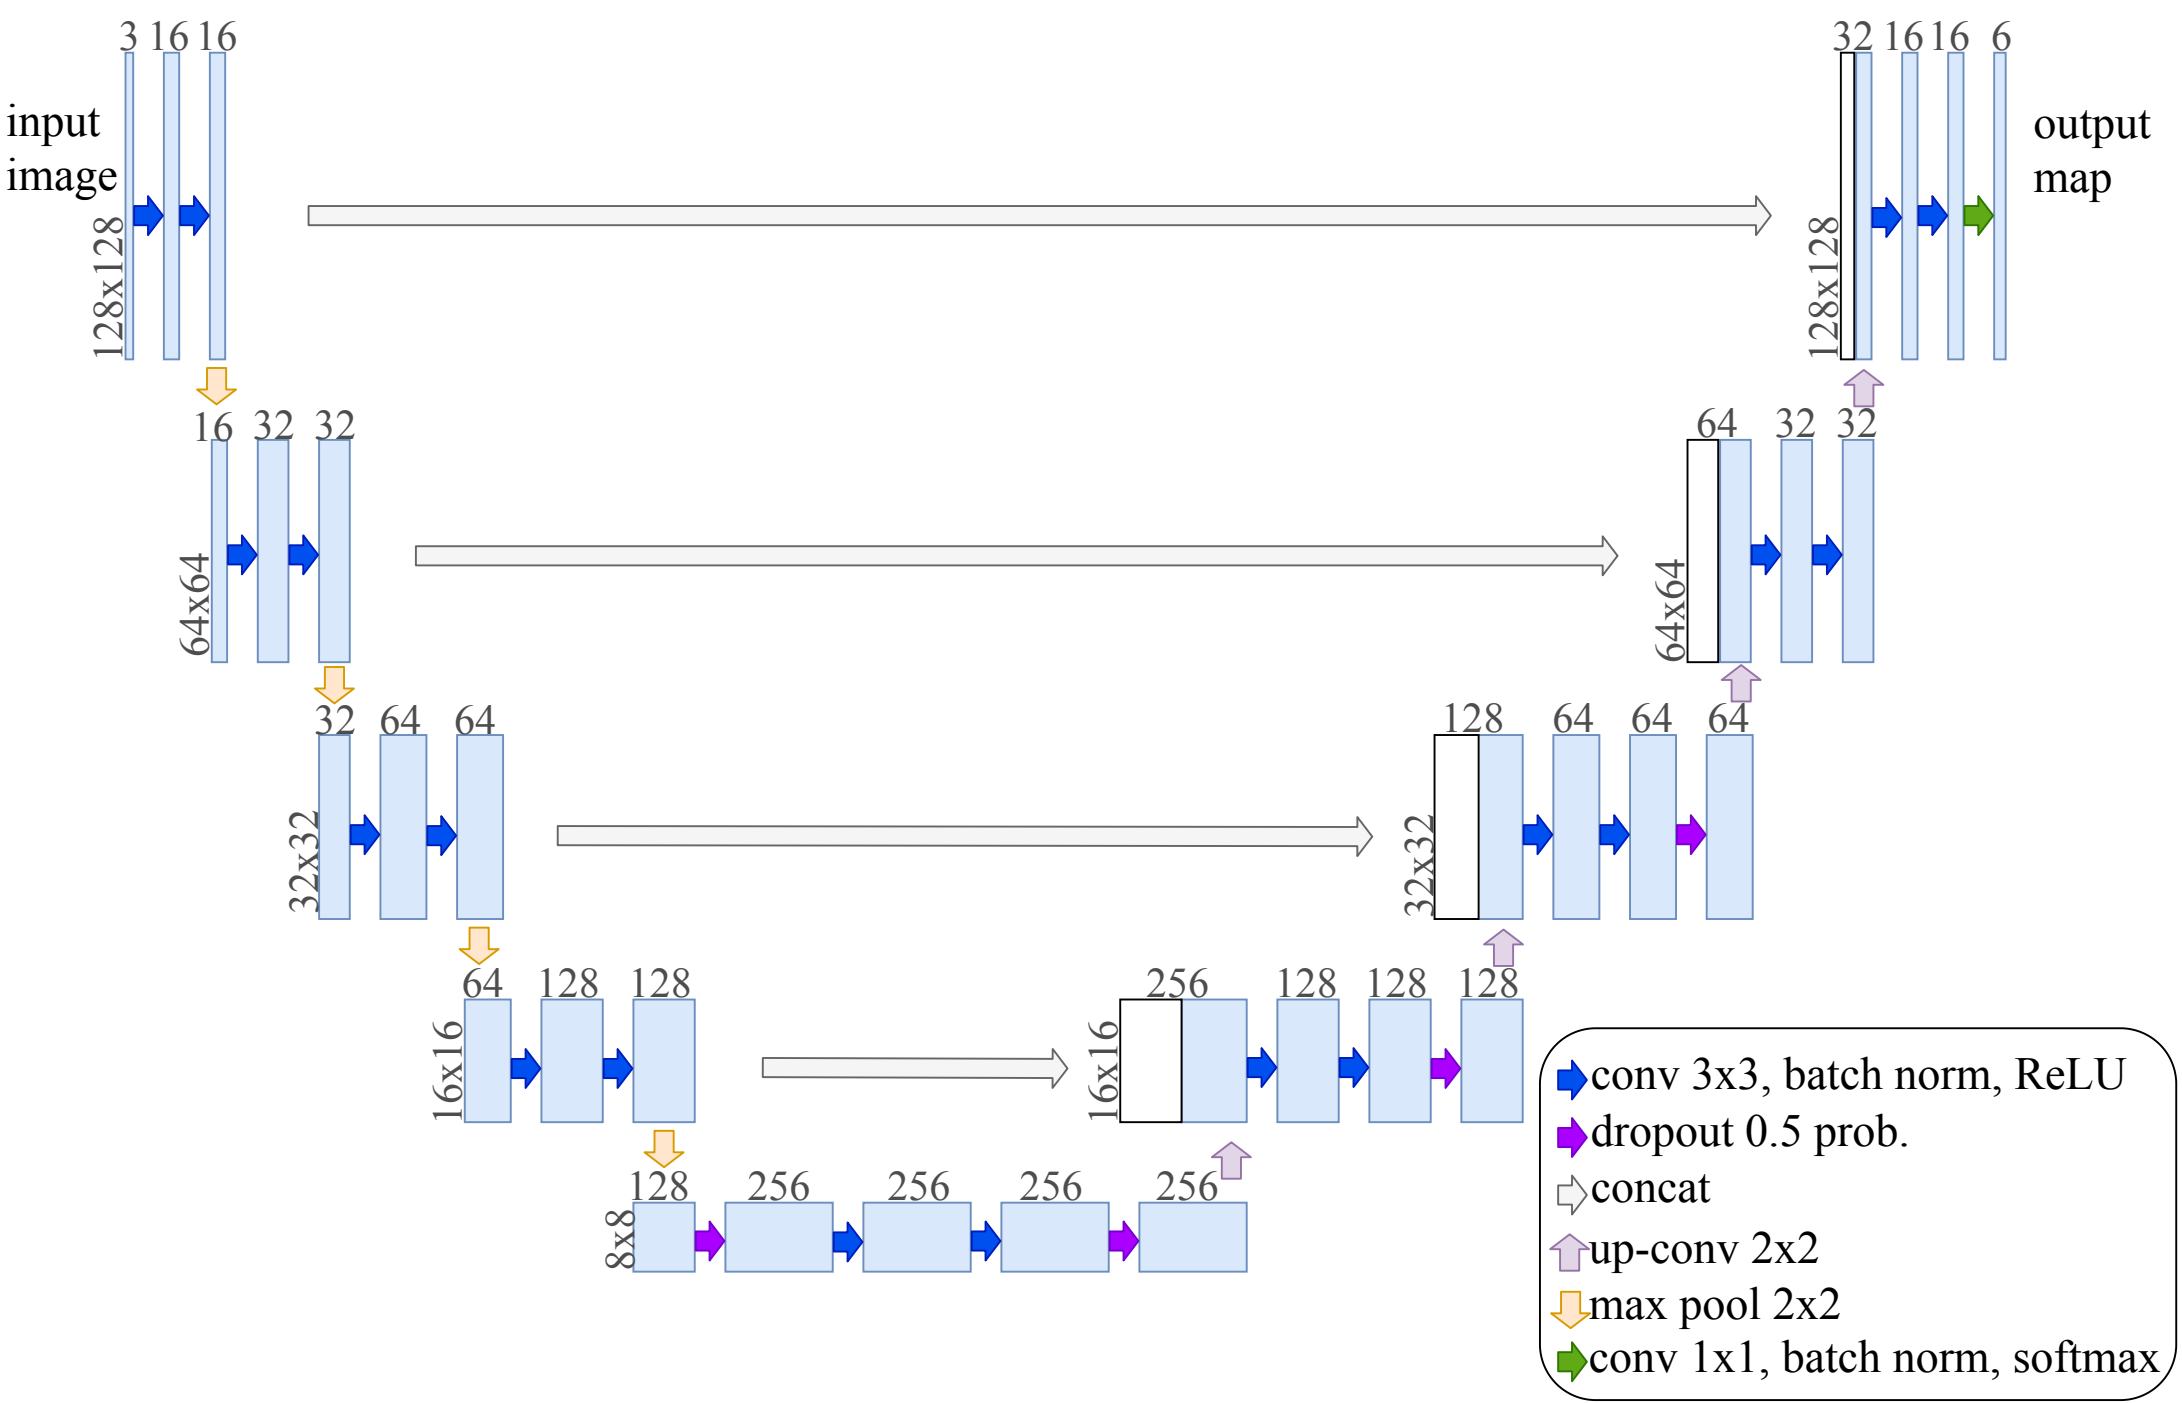 3 16 16
32 16 16 6
input
image
output
map
128x128
128x128
16 32 32
64 32 32
64x64
64x64
32 64 64
128 64 64 64
32x32
32x32
64 128 128
256 128 128 128
16x16
16x16
128 256 256 256 256
8x8
conv 3x3, batch norm, ReLU
dropout 0.5 prob.
concat
up-conv 2x2
max pool 2x2
conv 1x1, batch norm, softmax